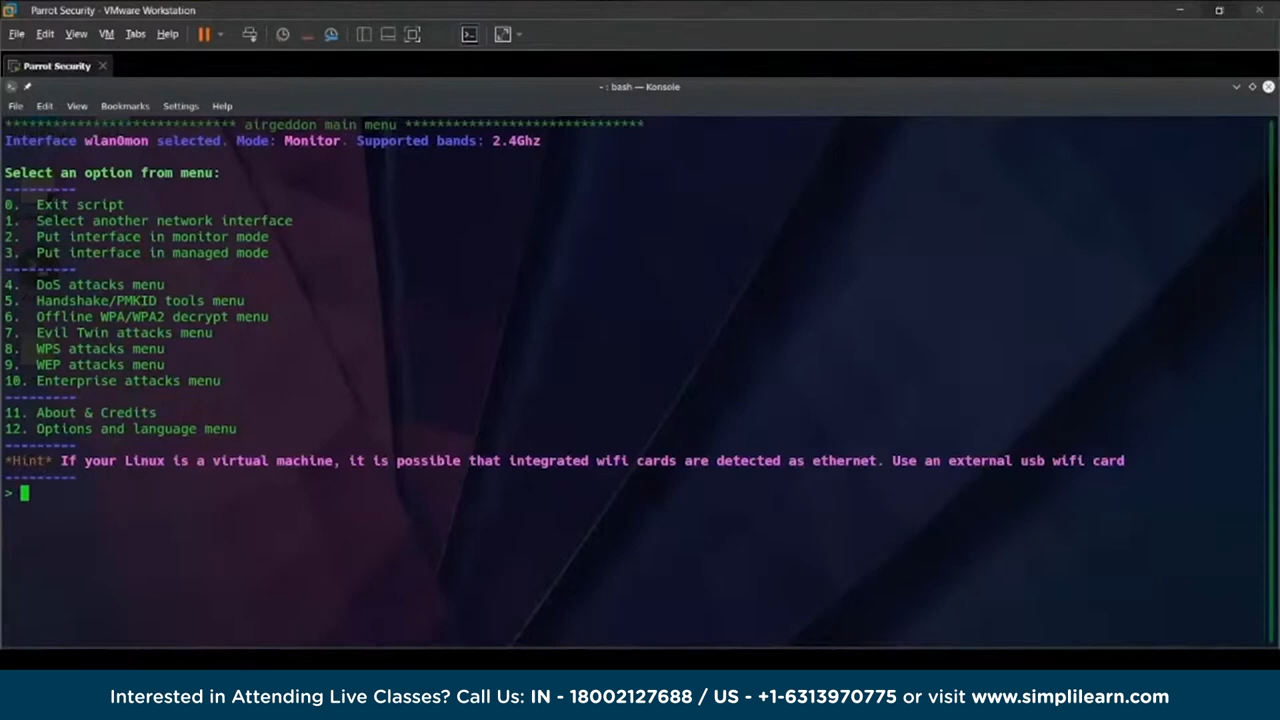 Parrot Security - VMware Workstation
File Edit View VM Tabs Help
Parrot Security
- : bash — Konsole
File Edit View Bookmarks Settings Help
***************************** airgeddon main menu ******************************
Interface wlan0mon selected. Mode: Monitor. Supported bands: 2.4Ghz
Select an option from menu:
---------
0. Exit script
1. Select another network interface
2. Put interface in monitor mode
3. Put interface in managed mode
---------
4. DoS attacks menu
5. Handshake/PMKID tools menu
6. Offline WPA/WPA2 decrypt menu
7. Evil Twin attacks menu
8. WPS attacks menu
9. WEP attacks menu
10. Enterprise attacks menu
---------
11. About & Credits
12. Options and language menu
---------
*Hint* If your Linux is a virtual machine, it is possible that integrated wifi cards are detected as ethernet. Use an external usb wifi card
---------
>
Interested in Attending Live Classes? Call Us: IN - 18002127688 / US - +1-6313970775 or visit www.simplilearn.com